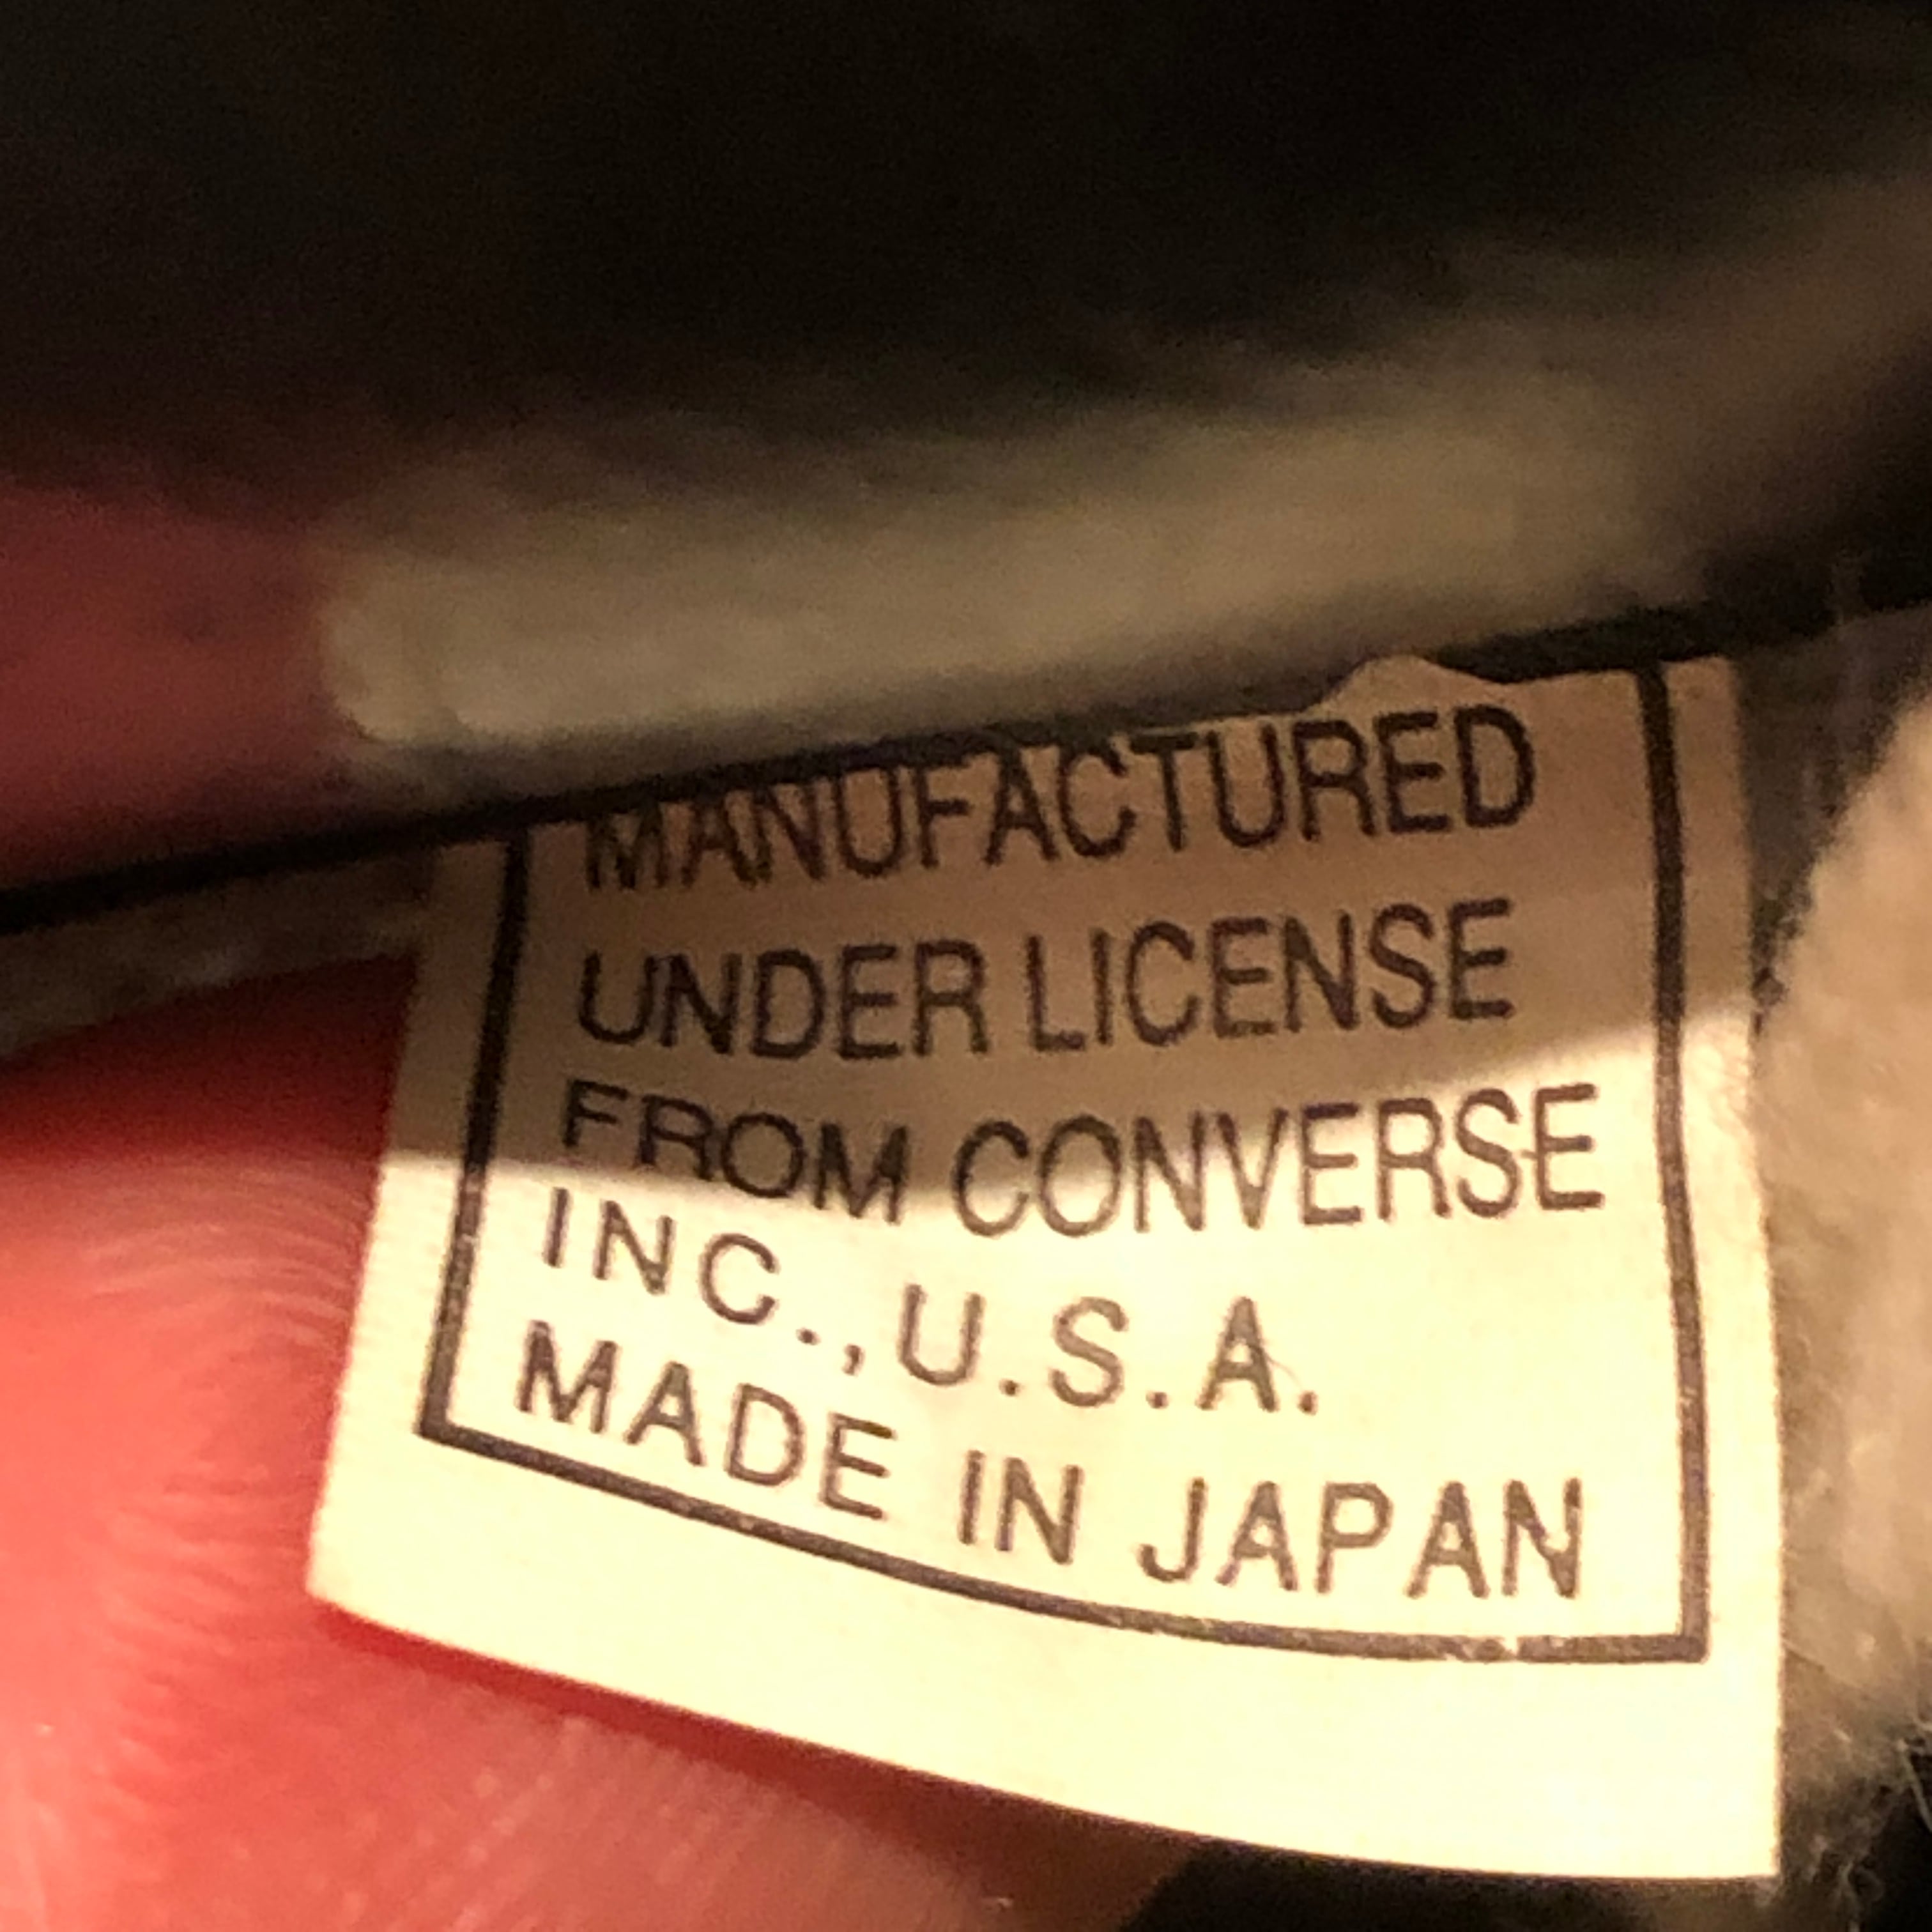 MANUFACTURED
UNDER LICENSE
FROM CONVERSE
INC., U.S.A.
MADE IN JAPAN